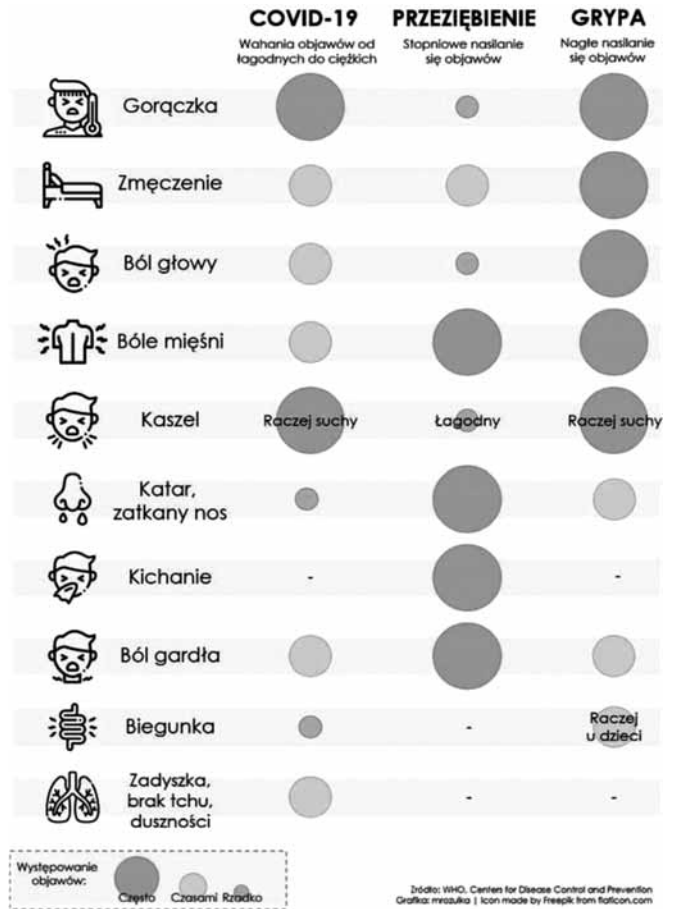 COVID-19 PRZEZIĘBIENIE GRYPA
Wahania objawów od Stopniowe nasilanie Nagłe nasilanie
łagodnych do ciężkich się objawów się objawów
Gorączka
Zmęczenie
Ból głowy
Bóle mięśni
Kaszel Raczej suchy Łagodny Raczej suchy
Katar,
zatkany nos
Kichanie - -
Ból gardła
Biegunka - Raczej
u dzieci
Zadyszka,
brak tchu, - -
duszności
Występowanie
objawów:
Często Czasami Rzadko
Źródło: WHO, Centers for Disease Control and Prevention
Grafika: mrozulka | Icon made by Freepik from flaticon.com